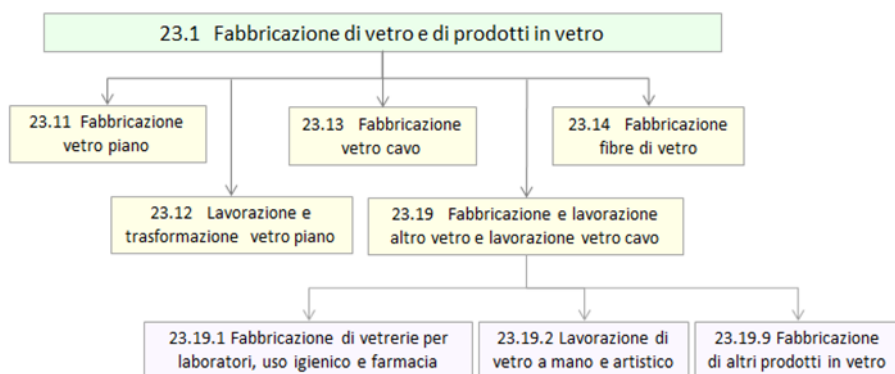 23.1 Fabbricazione di vetro e di prodotti in vetro
23.11 Fabbricazione
vetro piano
23.13 Fabbricazione
vetro cavo
23.14 Fabbricazione
fibre di vetro
23.12 Lavorazione e
trasformazione vetro piano
23.19 Fabbricazione e lavorazione
altro vetro e lavorazione vetro cavo
23.19.1 Fabbricazione di vetrerie per
laboratori, uso igienico e farmacia
23.19.2 Lavorazione di
vetro a mano e artistico
23.19.9 Fabbricazione
di altri prodotti in vetro